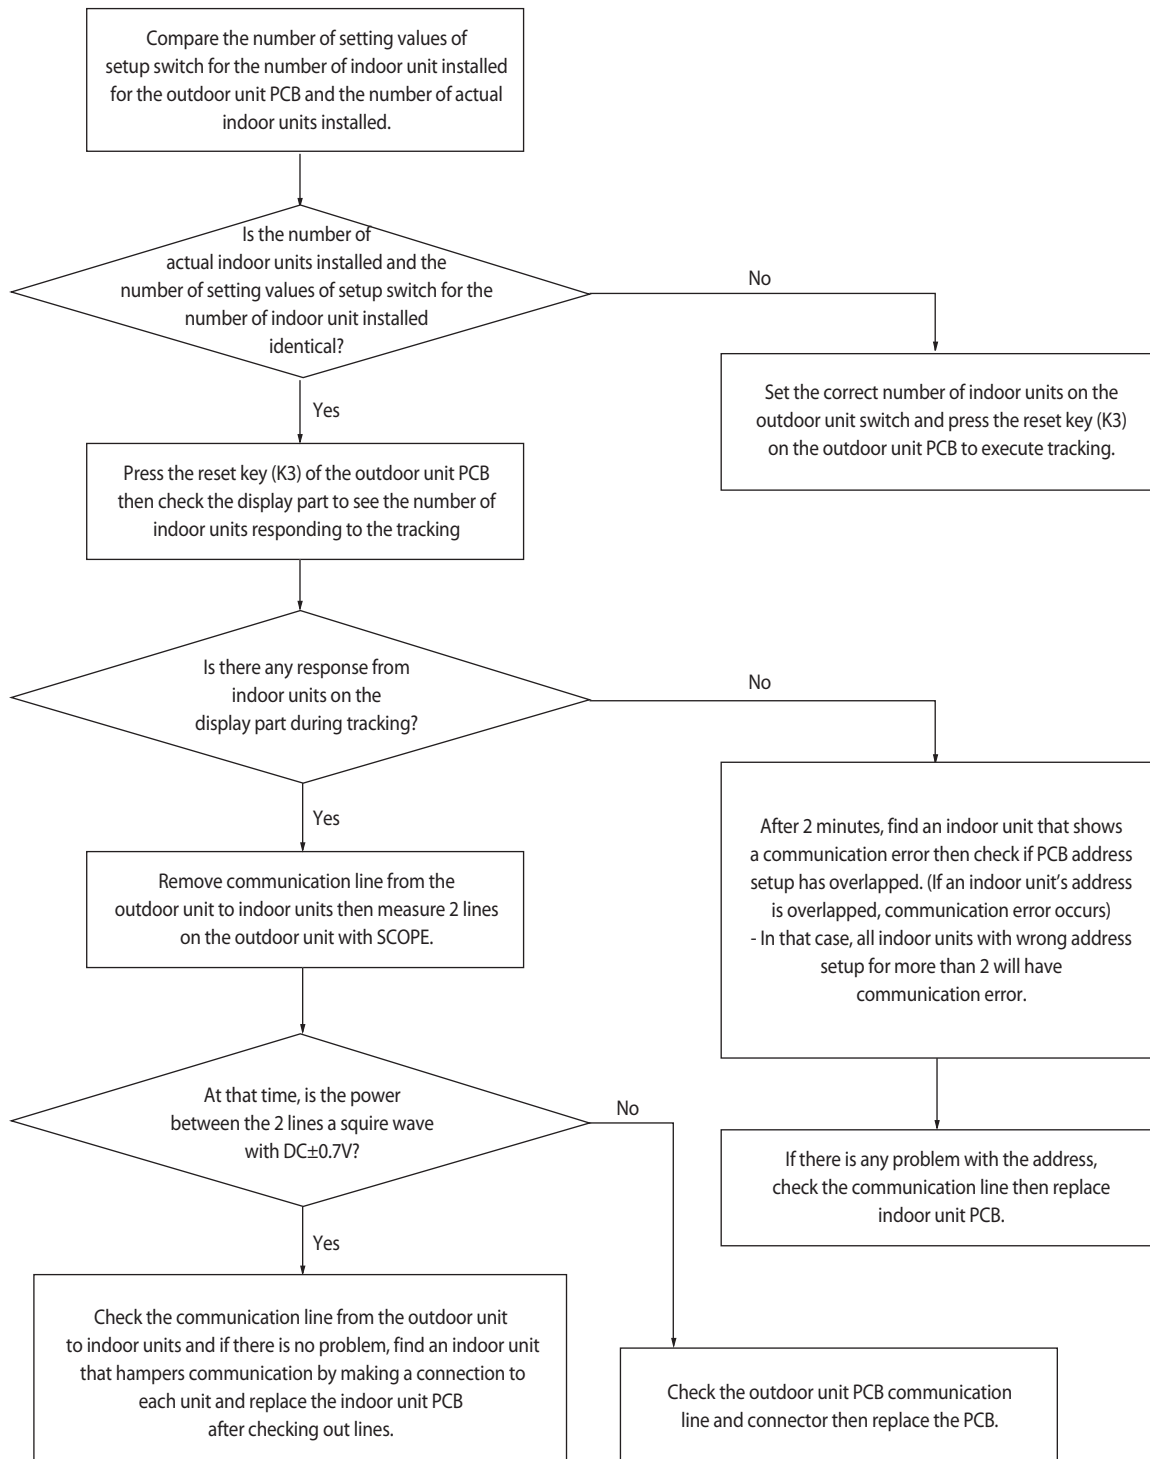 Compare the number of setting values of
setup switch for the number of indoor unit installed
for the outdoor unit PCB and the number of actual
indoor units installed.
Is the number of
actual indoor units installed and the
number of setting values of setup switch for the
number of indoor unit installed
identical?
No
Set the correct number of indoor units on the
outdoor unit switch and press the reset key (K3)
on the outdoor unit PCB to execute tracking.
Yes
Press the reset key (K3) of the outdoor unit PCB
then check the display part to see the number of
indoor units responding to the tracking
Is there any response from
indoor units on the
display part during tracking?
No
After 2 minutes, find an indoor unit that shows
a communication error then check if PCB address
setup has overlapped. (If an indoor unit's address
is overlapped, communication error occurs)
- In that case, all indoor units with wrong address
setup for more than 2 will have
communication error.
If there is any problem with the address,
check the communication line then replace
indoor unit PCB.
Yes
Remove communication line from the
outdoor unit to indoor units then measure 2 lines
on the outdoor unit with SCOPE.
At that time, is the power
between the 2 lines a squire wave
with DC±0.7V?
No
Yes
Check the communication line from the outdoor unit
to indoor units and if there is no problem, find an indoor unit
that hampers communication by making a connection to
each unit and replace the indoor unit PCB
after checking out lines.
Check the outdoor unit PCB communication
line and connector then replace the PCB.